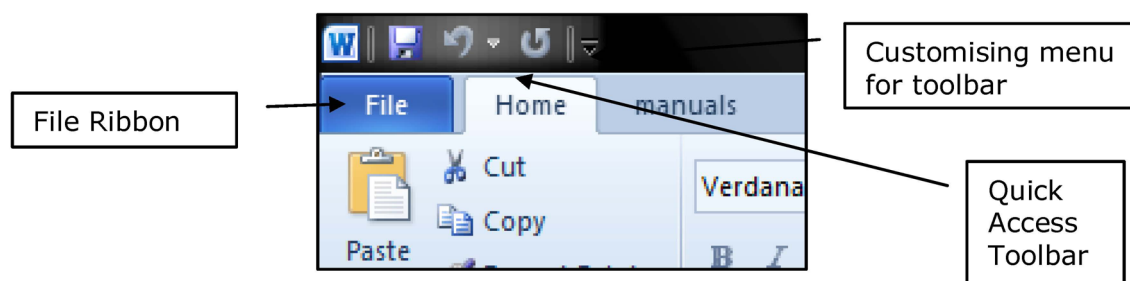 W
Customising menu
for toolbar
File Home manuals
File Ribbon
Cut
Verdana
Copy
Quick
Access
Toolbar
Paste
B I